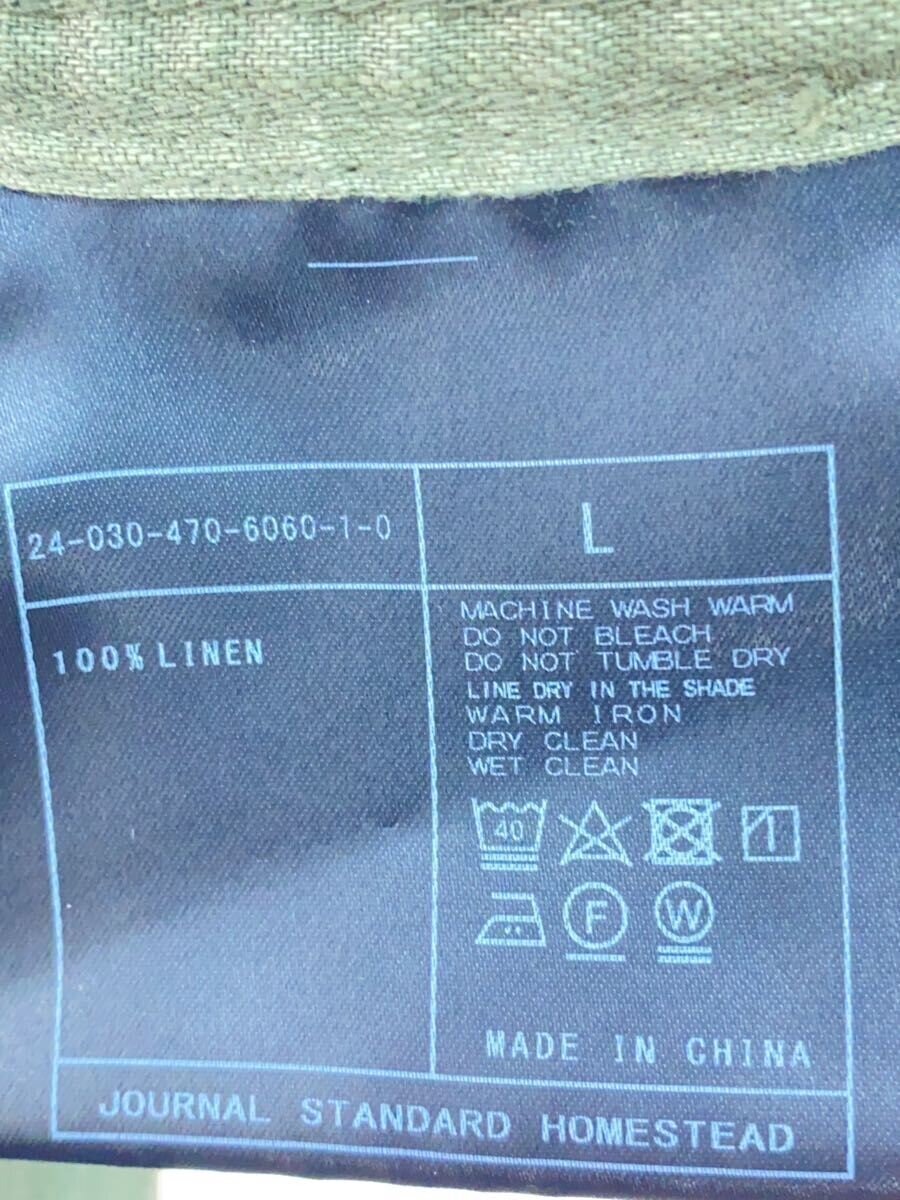 24-030-470-6060-1-0
L
100% LINEN
MACHINE WASH WARM
DO NOT BLEACH
DO NOT TUMBLE DRY
LINE DRY IN THE SHADE
WARM IRON
DRY CLEAN
WET CLEAN
40
F W
MADE IN CHINA
JOURNAL STANDARD HOMESTEAD